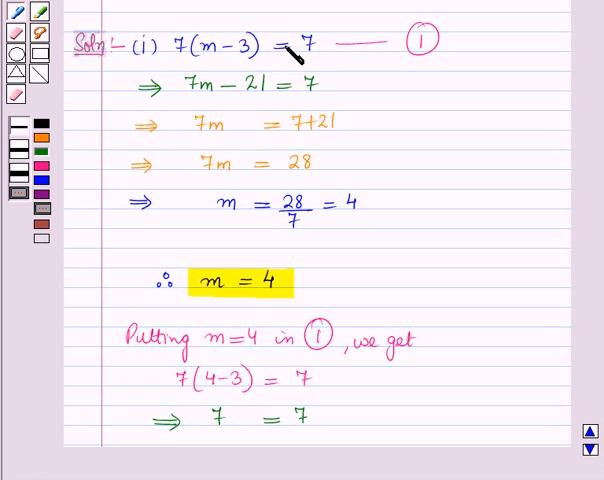 Soln:- (i) 7(m-3) = 7 —— ①
⇒ 7m - 21 = 7
⇒ 7m = 7+21
⇒ 7m = 28
⇒ m = 28/7 = 4
∴ m = 4
Putting m=4 in ①, we get
7(4-3) = 7
⇒ 7 = 7